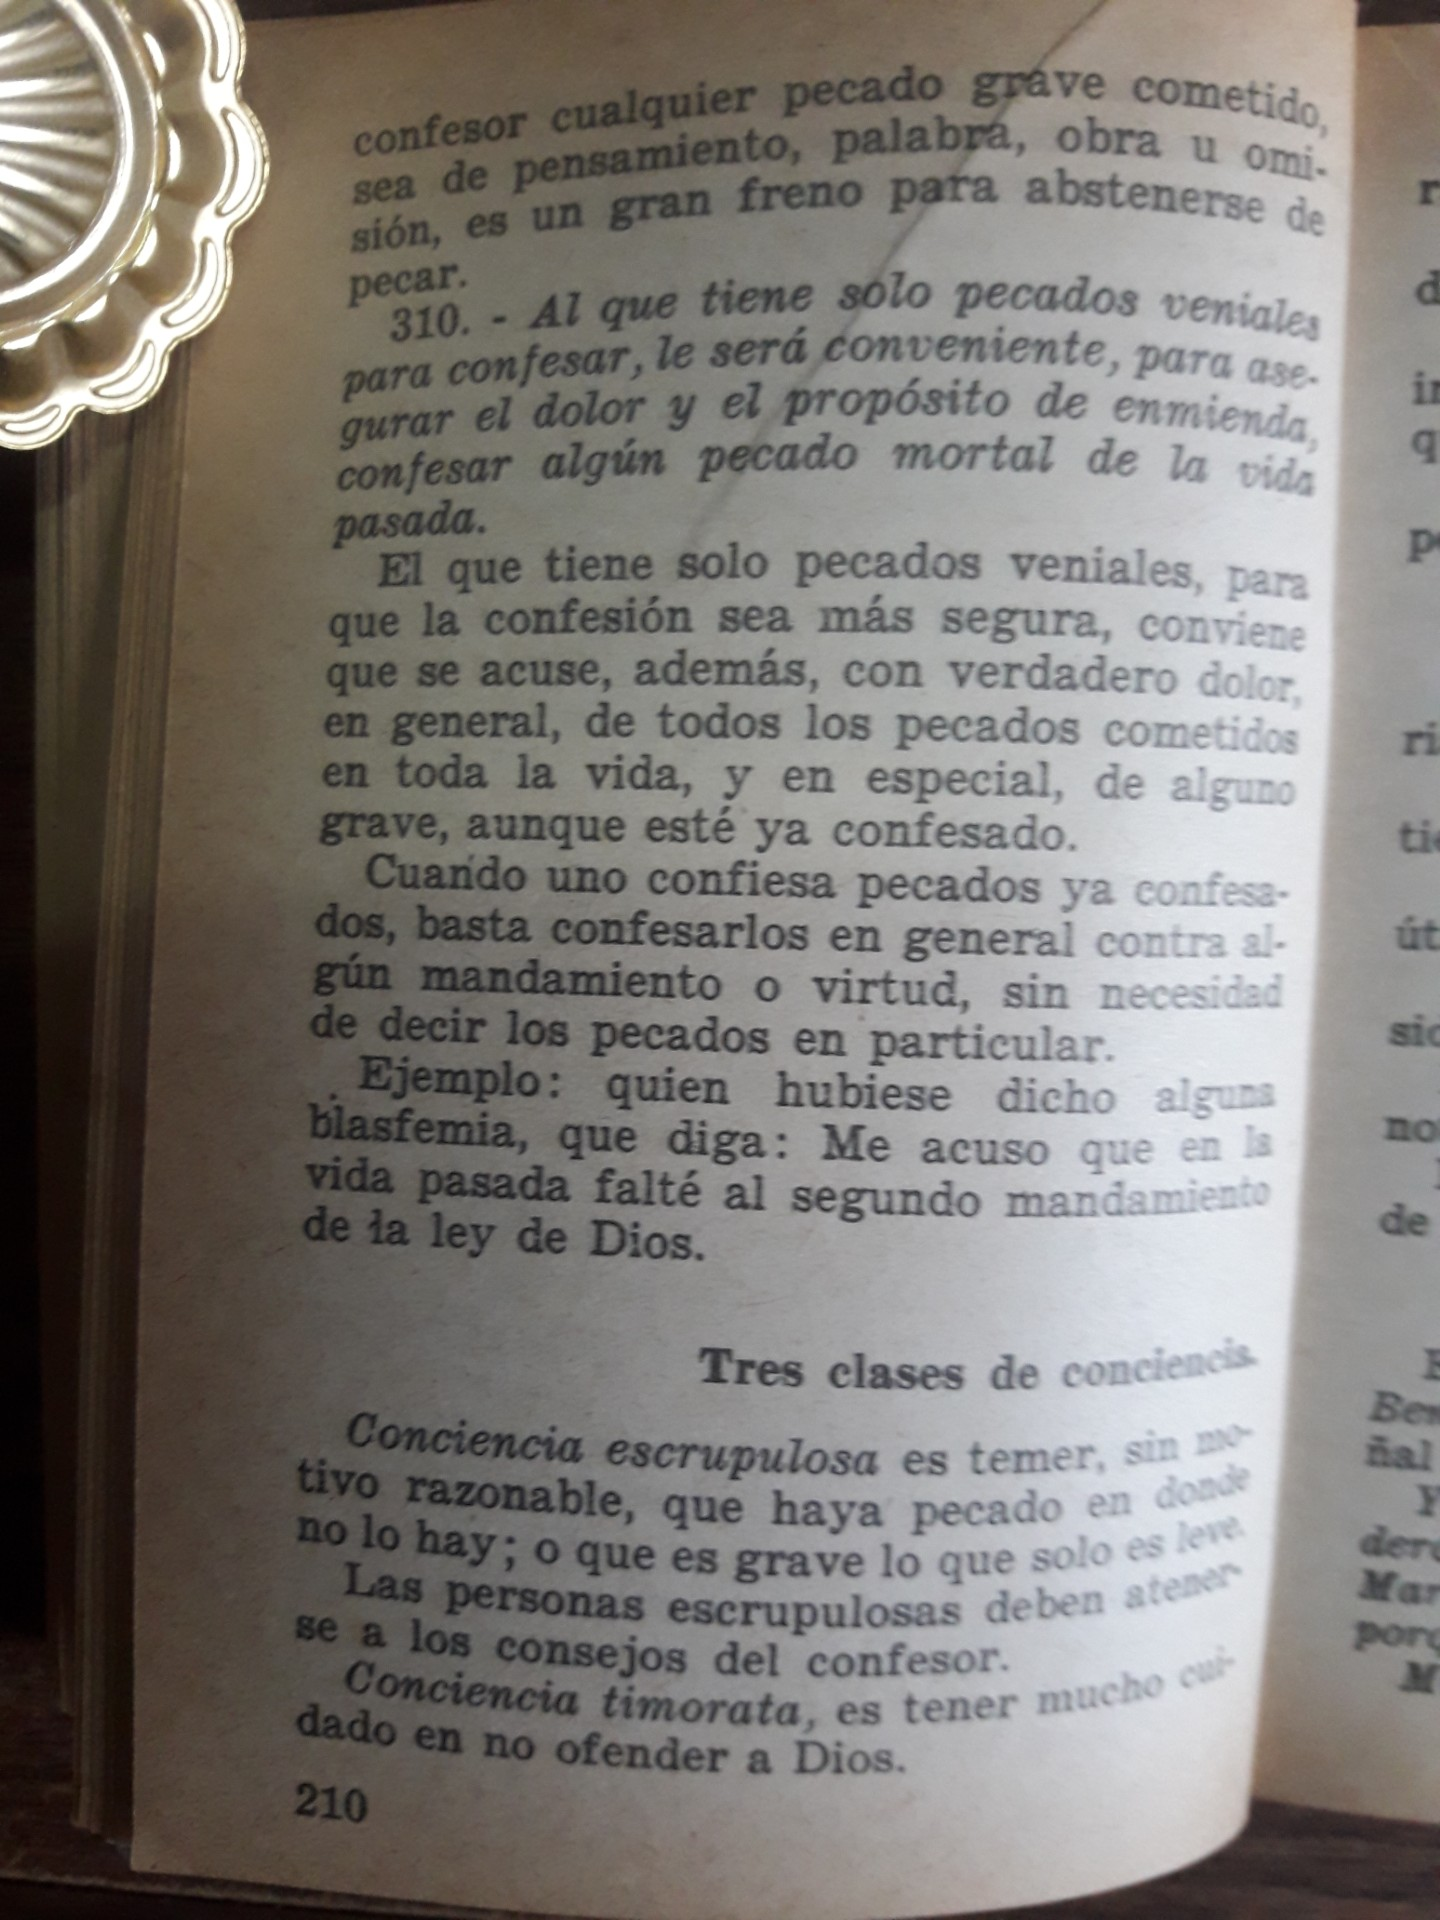 confesor cualquier pecado grave cometido,
sea de pensamiento, palabra, obra u omi-
sión, es un gran freno para abstenerse de
pecar.
310. - Al que tiene solo pecados veniales
para confesar, le será conveniente, para ase-
gurar el dolor y el propósito de enmienda,
confesar algún pecado mortal de la vida
pasada.
El que tiene solo pecados veniales, para
que la confesión sea más segura, conviene
que se acuse, además, con verdadero dolor,
en general, de todos los pecados cometidos
en toda la vida, y en especial, de alguno
grave, aunque esté ya confesado.
Cuando uno confiesa pecados ya confesa-
dos, basta confesarlos en general contra al-
gún mandamiento o virtud, sin necesidad
de decir los pecados en particular.
Ejemplo: quien hubiese dicho alguna
blasfemia, que diga: Me acuso que en la
vida pasada falté al segundo mandamiento
de la ley de Dios.
Tres clases de conciencia.
Conciencia escrupulosa es temer, sin mo-
tivo razonable, que haya pecado en donde
no lo hay; o que es grave lo que solo es leve.
Las personas escrupulosas deben atener-
se a los consejos del confesor.
Conciencia timorata, es tener mucho cui-
dado en no ofender a Dios.
210